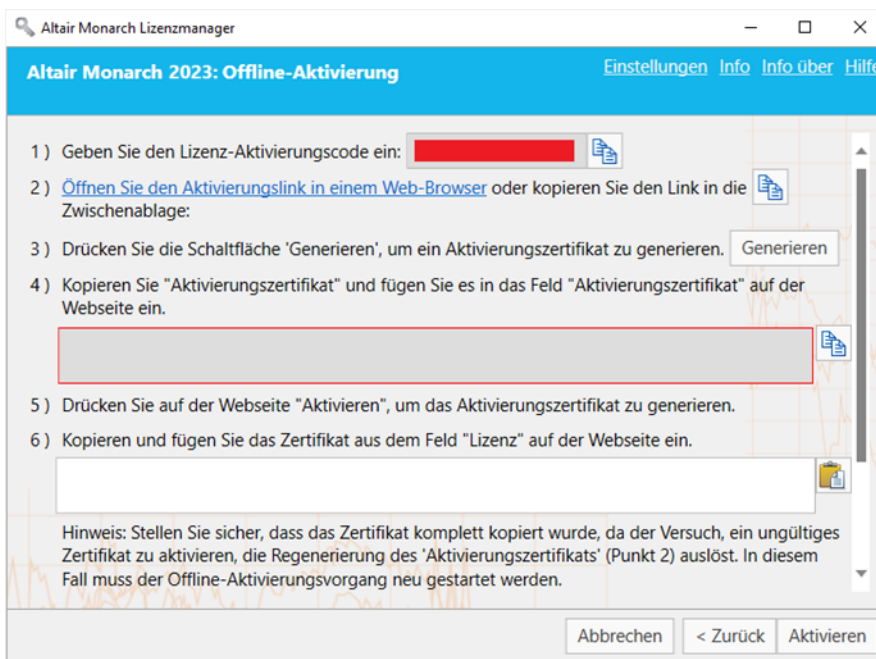 Altair Monarch Lizenzmanager
Altair Monarch 2023: Offline-Aktivierung
Einstellungen Info Info über Hilfe
1) Geben Sie den Lizenz-Aktivierungscode ein:
2) Öffnen Sie den Aktivierungslink in einem Web-Browser oder kopieren Sie den Link in die
Zwischenablage:
3) Drücken Sie die Schaltfläche 'Generieren', um ein Aktivierungszertifikat zu generieren. Generieren
4) Kopieren Sie "Aktivierungszertifikat" und fügen Sie es in das Feld "Aktivierungszertifikat" auf der
Webseite ein.
5) Drücken Sie auf der Webseite "Aktivieren", um das Aktivierungszertifikat zu generieren.
6) Kopieren und fügen Sie das Zertifikat aus dem Feld "Lizenz" auf der Webseite ein.
Hinweis: Stellen Sie sicher, dass das Zertifikat komplett kopiert wurde, da der Versuch, ein ungültiges
Zertifikat zu aktivieren, die Regenerierung des 'Aktivierungszertifikats' (Punkt 2) auslöst. In diesem
Fall muss der Offline-Aktivierungsvorgang neu gestartet werden.
Abbrechen < Zurück Aktivieren